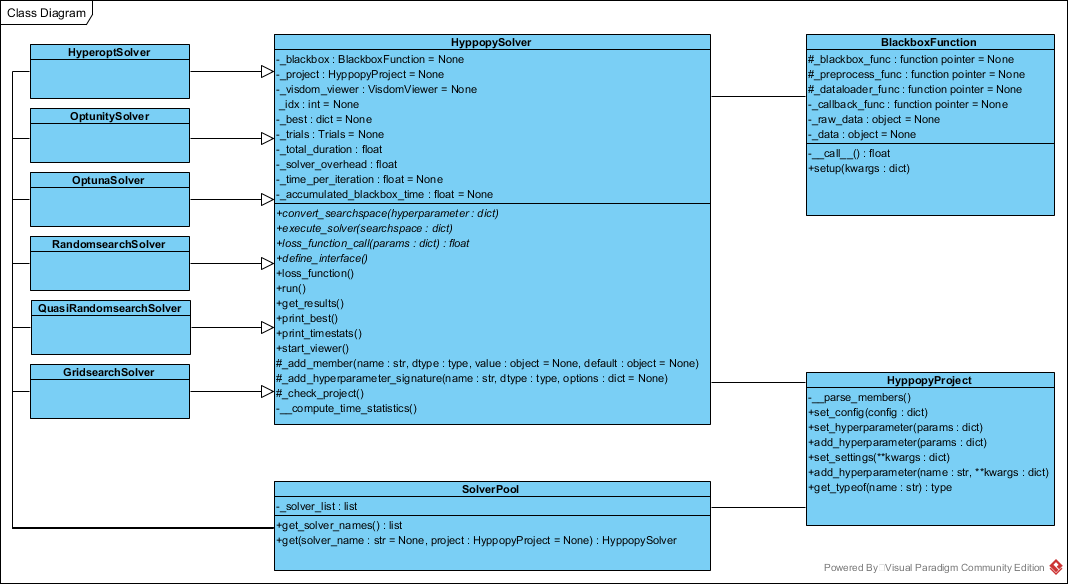 Class Diagram
HyperoptSolver
OptunitySolver
OptunaSolver
RandomsearchSolver
QuasiRandomsearchSolver
GridsearchSolver
HyppopySolver
-_blackbox : BlackboxFunction = None
-_project : HyppopyProject = None
-_visdom_viewer : VisdomViewer = None
-_idx : int = None
-_best : dict = None
-_trials : Trials = None
-_total_duration : float
-_solver_overhead : float
-_time_per_iteration : float = None
-_accumulated_blackbox_time : float = None
+convert_searchspace(hyperparameter : dict)
+execute_solver(searchspace : dict)
+loss_function_call(params : dict) : float
+define_interface()
+loss_function()
+run()
+get_results()
+print_best()
+print_timestats()
+start_viewer()
#_add_member(name : str, dtype : type, value : object = None, default : object = None)
#_add_hyperparameter_signature(name : str, dtype : type, options : dict = None)
#_check_project()
-__compute_time_statistics()
BlackboxFunction
#_blackbox_func : function pointer = None
#_preprocess_func : function pointer = None
#_dataloader_func : function pointer = None
-_callback_func : function pointer = None
-_raw_data : object = None
-_data : object = None
-__call__() : float
+setup(kwargs : dict)
HyppopyProject
-__parse_members()
+set_config(config : dict)
+set_hyperparameter(params : dict)
+add_hyperparameter(params : dict)
+set_settings(**kwargs : dict)
+add_hyperparameter(name : str, **kwargs : dict)
+get_typeof(name : str) : type
SolverPool
-_solver_list : list
+get_solver_names() : list
+get(solver_name : str = None, project : HyppopyProject = None) : HyppopySolver
Powered By Visual Paradigm Community Edition